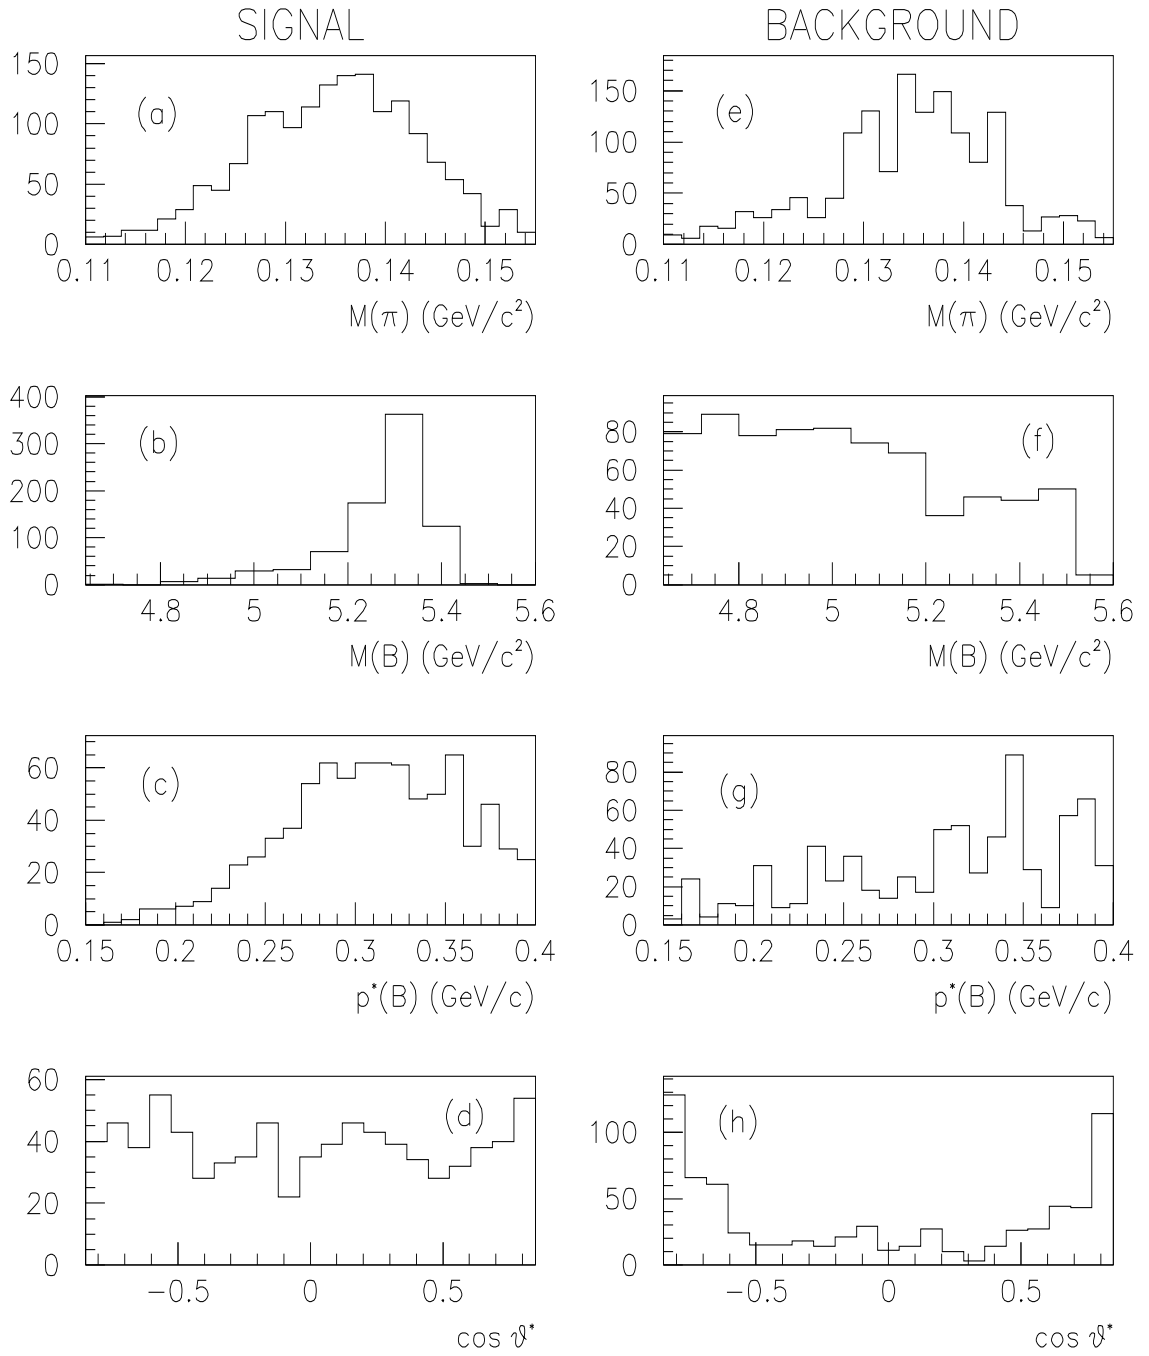 SIGNAL
BACKGROUND
150
100
50
0
(a)
0.11 0.12 0.13 0.14 0.15
M(π) (GeV/c²)
150
100
50
0
(e)
0.11 0.12 0.13 0.14 0.15
M(π) (GeV/c²)
400
300
200
100
0
(b)
4.8 5 5.2 5.4 5.6
M(B) (GeV/c²)
80
60
40
20
0
(f)
4.8 5 5.2 5.4 5.6
M(B) (GeV/c²)
60
40
20
0
(c)
0.15 0.2 0.25 0.3 0.35 0.4
p*(B) (GeV/c)
80
60
40
20
0
(g)
0.15 0.2 0.25 0.3 0.35 0.4
p*(B) (GeV/c)
60
40
20
0
(d)
−0.5 0 0.5
cos ϑ*
100
50
0
(h)
−0.5 0 0.5
cos ϑ*